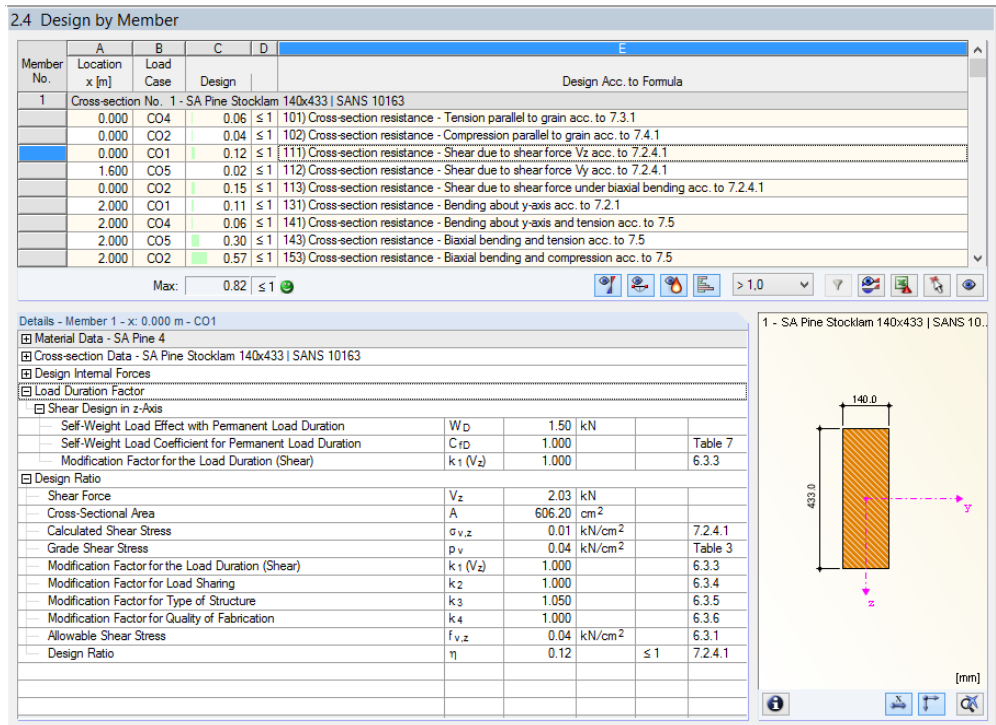 2.4 Design by Member
A B C D E
Member No. Location x [m] Load Case Design Design Acc. to Formula
1 Cross-section No. 1 - SA Pine Stocklam 140x433 | SANS 10163
0.000 CO4 0.06 ≤ 1 101) Cross-section resistance - Tension parallel to grain acc. to 7.3.1
0.000 CO2 0.04 ≤ 1 102) Cross-section resistance - Compression parallel to grain acc. to 7.4.1
0.000 CO1 0.12 ≤ 1 111) Cross-section resistance - Shear due to shear force Vz acc. to 7.2.4.1
1.600 CO5 0.02 ≤ 1 112) Cross-section resistance - Shear due to shear force Vy acc. to 7.2.4.1
0.000 CO2 0.15 ≤ 1 113) Cross-section resistance - Shear due to shear force under biaxial bending acc. to 7.2.4.1
2.000 CO1 0.11 ≤ 1 131) Cross-section resistance - Bending about y-axis acc. to 7.2.1
2.000 CO4 0.06 ≤ 1 141) Cross-section resistance - Bending about y-axis and tension acc. to 7.5
2.000 CO5 0.30 ≤ 1 143) Cross-section resistance - Biaxial bending and tension acc. to 7.5
2.000 CO2 0.57 ≤ 1 153) Cross-section resistance - Biaxial bending and compression acc. to 7.5
Max: 0.82 ≤ 1 > 1,0
Details - Member 1 - x: 0.000 m - CO1
Material Data - SA Pine 4
Cross-section Data - SA Pine Stocklam 140x433 | SANS 10163
Design Internal Forces
Load Duration Factor
Shear Design in z-Axis
Self-Weight Load Effect with Permanent Load Duration W D 1.50 kN
Self-Weight Load Coefficient for Permanent Load Duration C fD 1.000 Table 7
Modification Factor for the Load Duration (Shear) k 1 (V z) 1.000 6.3.3
Design Ratio
Shear Force V z 2.03 kN
Cross-Sectional Area A 606.20 cm 2
Calculated Shear Stress σ v,z 0.01 kN/cm 2 7.2.4.1
Grade Shear Stress p v 0.04 kN/cm 2 Table 3
Modification Factor for the Load Duration (Shear) k 1 (V z) 1.000 6.3.3
Modification Factor for Load Sharing k 2 1.000 6.3.4
Modification Factor for Type of Structure k 3 1.050 6.3.5
Modification Factor for Quality of Fabrication k 4 1.000 6.3.6
Allowable Shear Stress f v,z 0.04 kN/cm 2 6.3.1
Design Ratio η 0.12 ≤ 1 7.2.4.1
1 - SA Pine Stocklam 140x433 | SANS 10..
140.0
433.0
y
z
[mm]